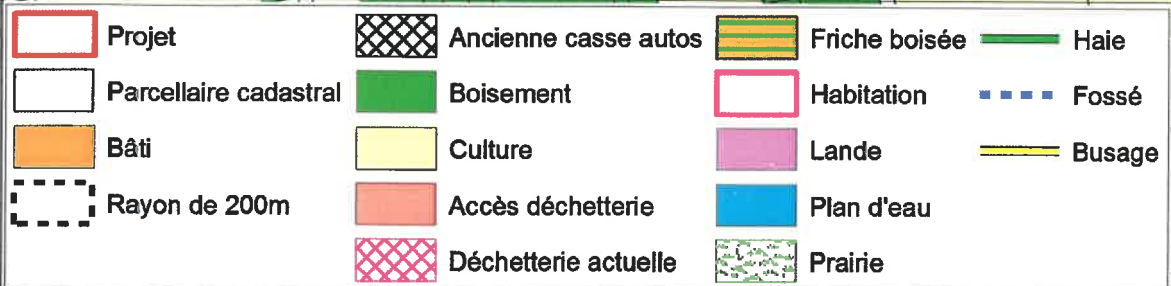 Projet
Parcellaire cadastral
Bâti
Rayon de 200m
Ancienne casse autos
Boisement
Culture
Accès déchetterie
Déchetterie actuelle
Friche boisée
Habitation
Lande
Plan d'eau
Prairie
Haie
Fossé
Busage